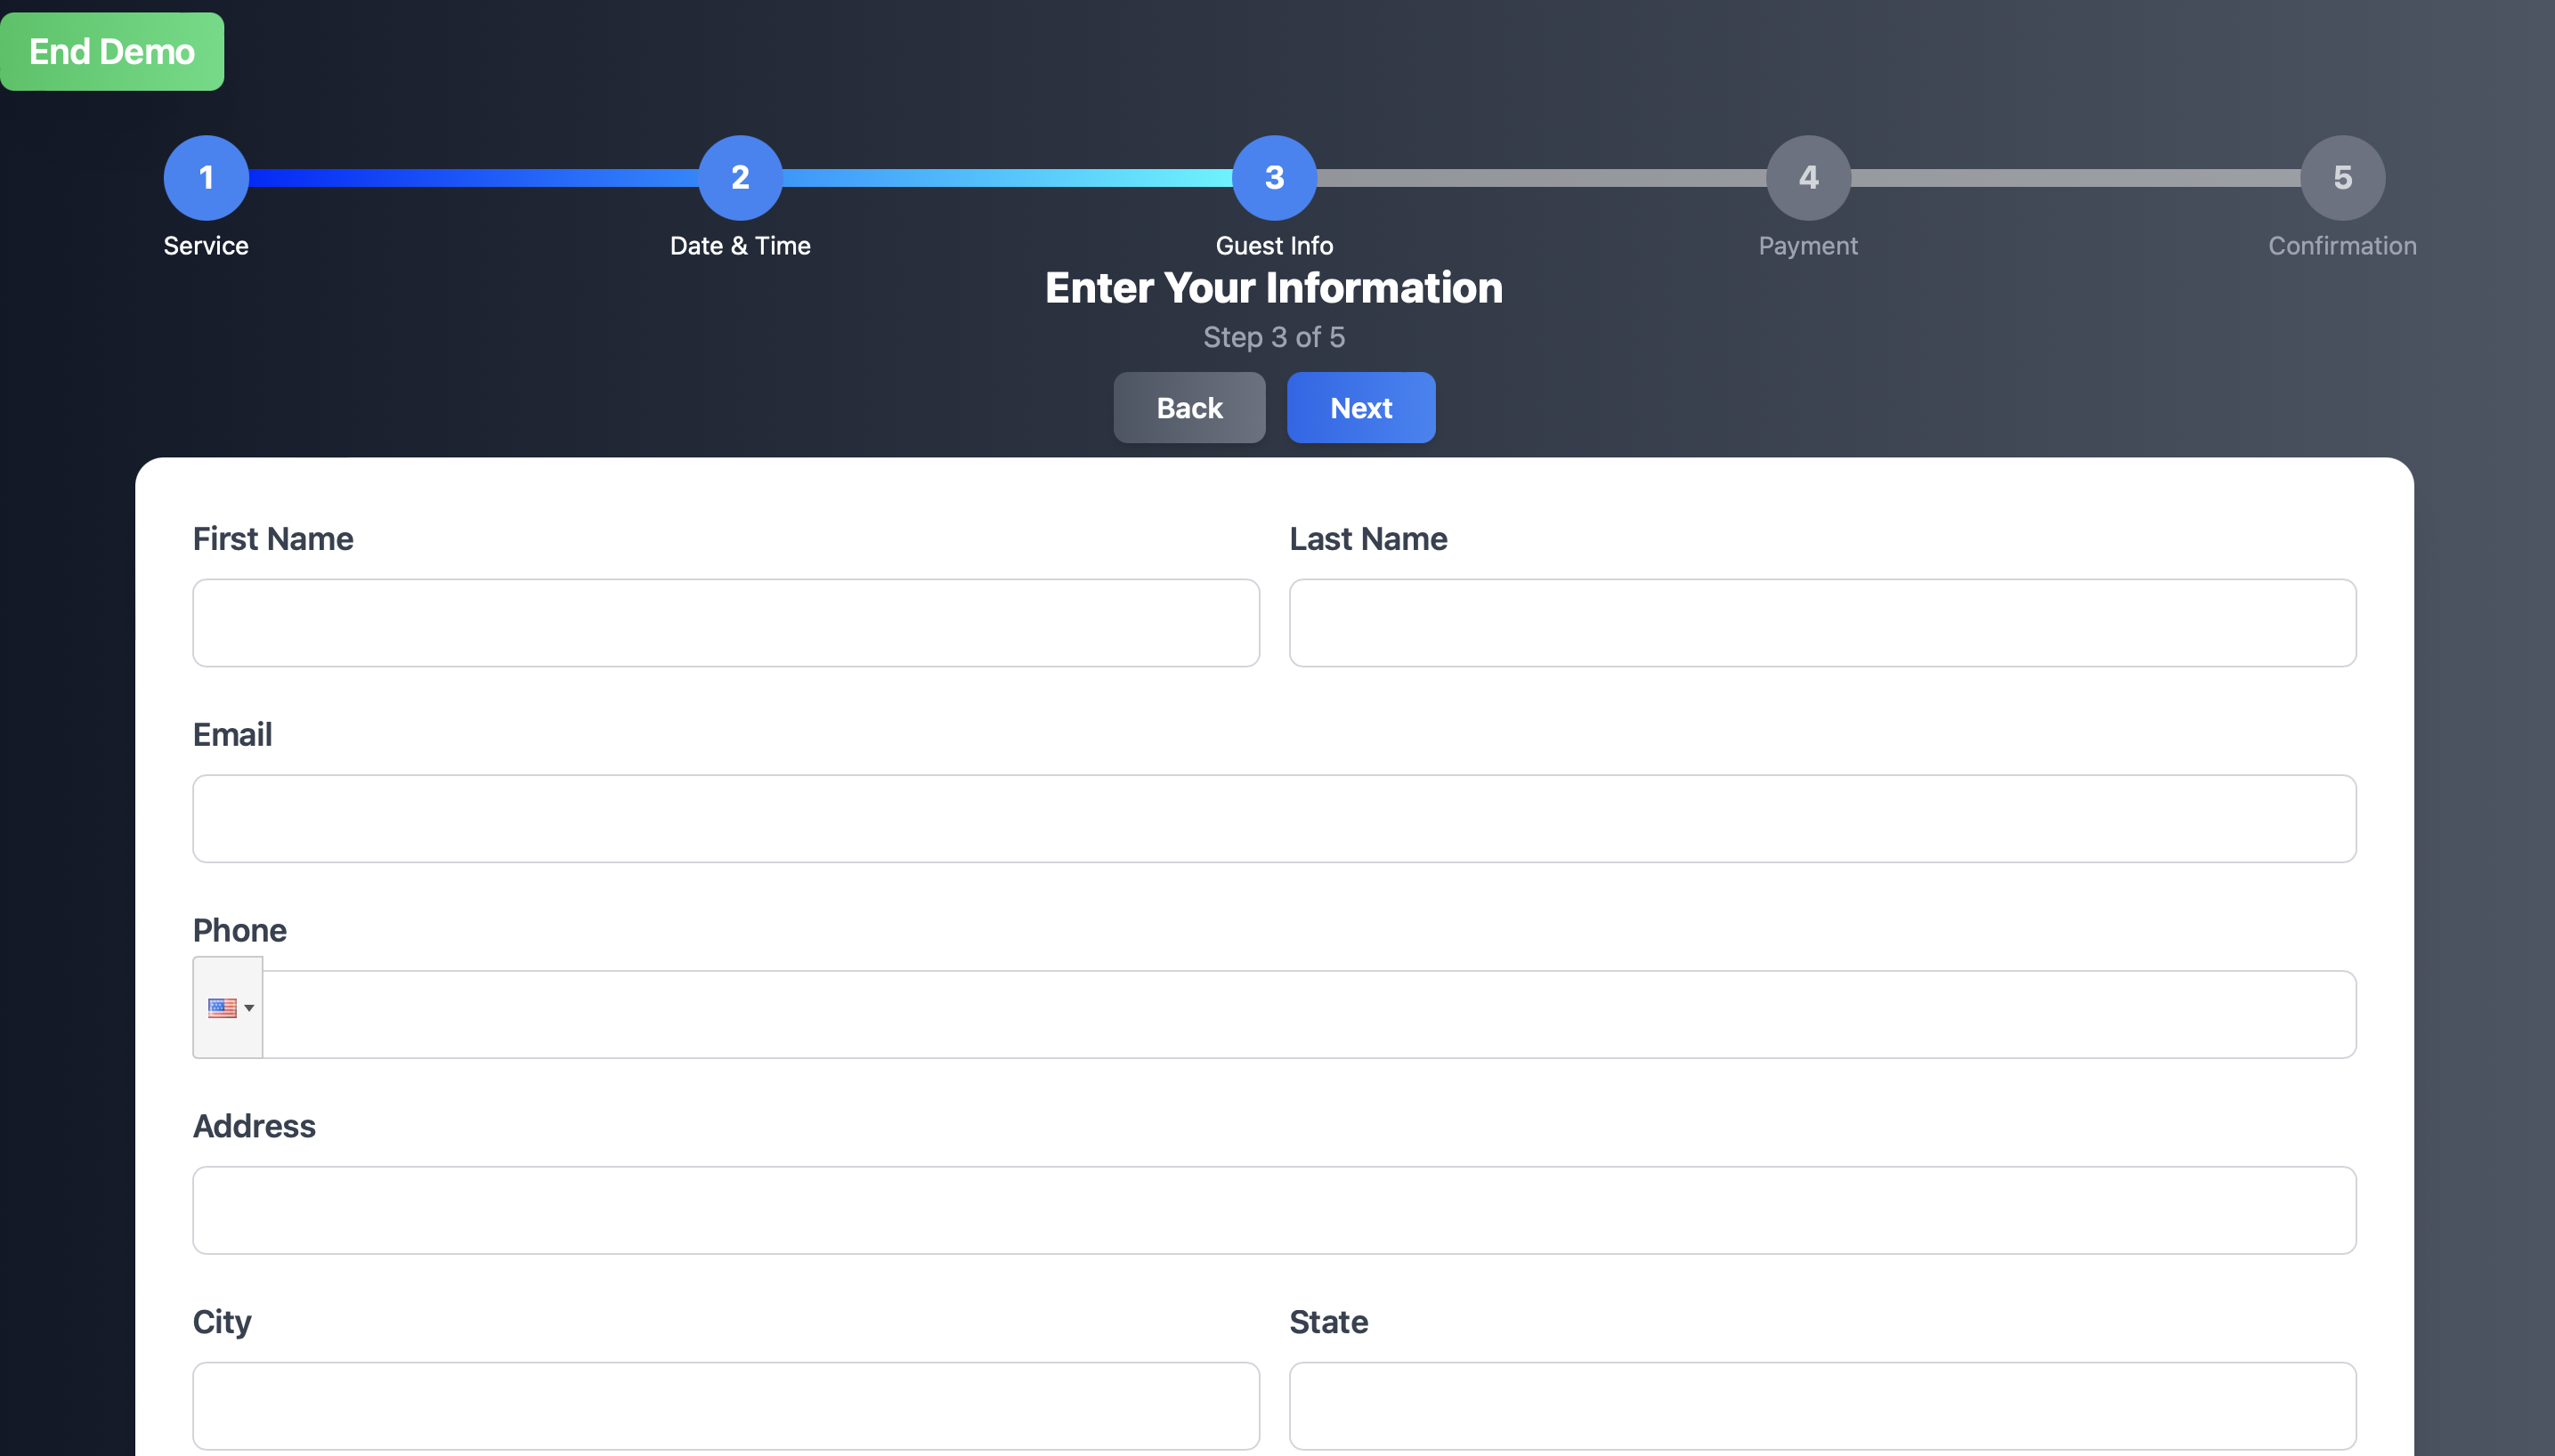 End Demo
1 2 3 4 5
Service Date & Time Guest Info Payment Confirmation
Enter Your Information
Step 3 of 5
Back Next
First Name Last Name
Email
Phone
Address
City State